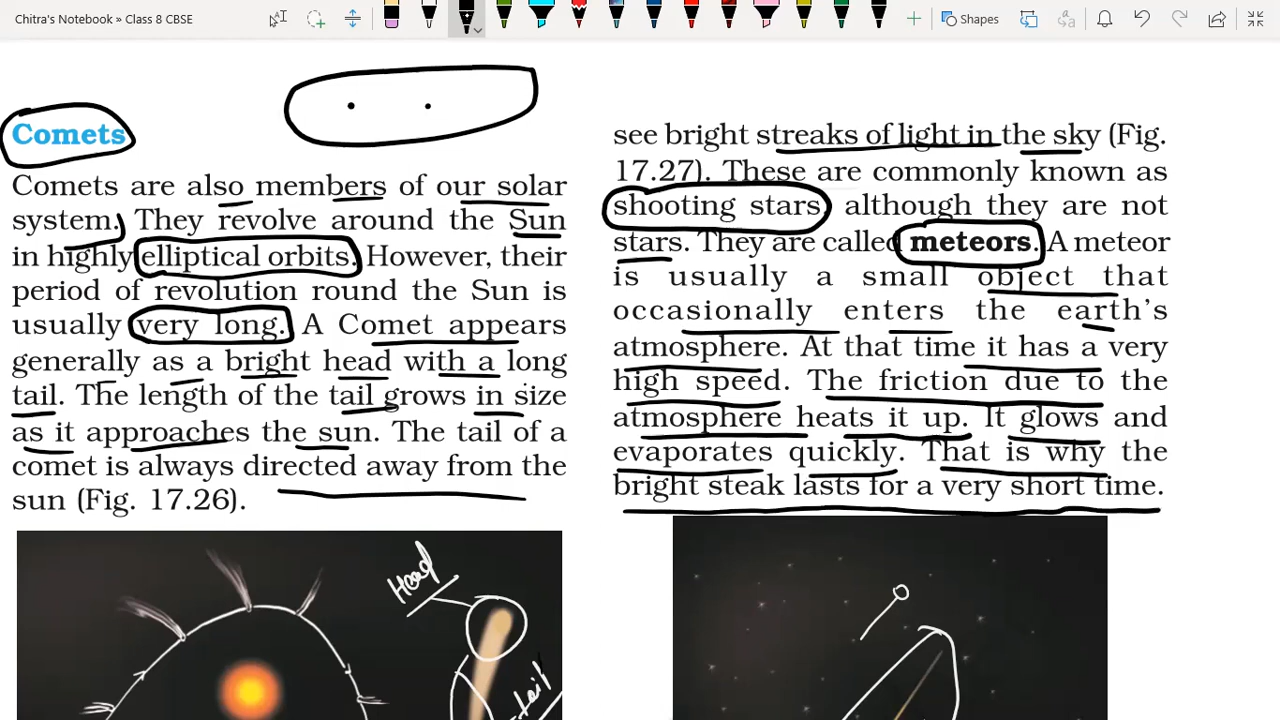 Chitra's Notebook » Class 8 CBSE
Shapes
Comets
Comets are also members of our solar
system. They revolve around the Sun
in highly elliptical orbits. However, their
period of revolution round the Sun is
usually very long. A Comet appears
generally as a bright head with a long
tail. The length of the tail grows in size
as it approaches the sun. The tail of a
comet is always directed away from the
sun (Fig. 17.26).
Head
tail
see bright streaks of light in the sky (Fig.
17.27). These are commonly known as
shooting stars, although they are not
stars. They are called meteors. A meteor
is usually a small object that
occasionally enters the earth's
atmosphere. At that time it has a very
high speed. The friction due to the
atmosphere heats it up. It glows and
evaporates quickly. That is why the
bright steak lasts for a very short time.